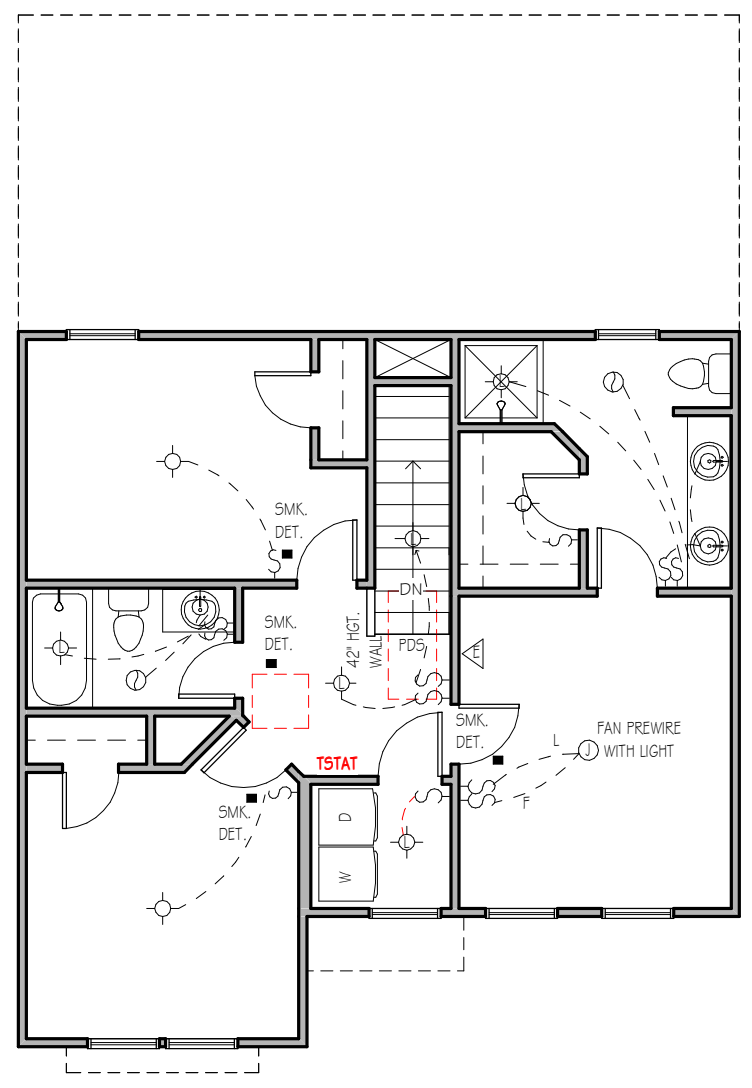 SMK.
DET.
L
DN
SMK.
DET.
42" HGT.
WALL
PDS
L
E
L
L
SMK.
DET.
FAN PREWIRE
WITH LIGHT
L
J
F
TSTAT
SMK.
DET.
D
W
L